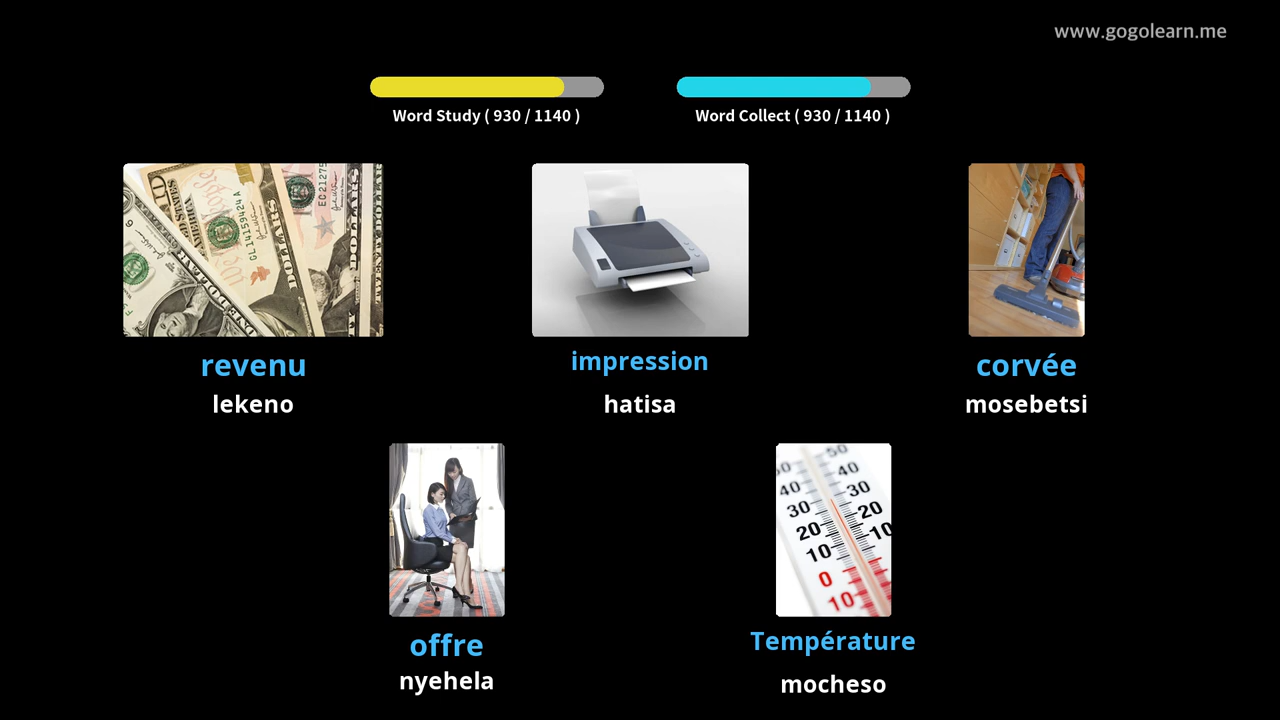 www.gogolearn.me
Word Study ( 930 / 1140 )
Word Collect ( 930 / 1140 )
revenu
lekeno
impression
hatisa
corvée
mosebetsi
offre
nyehela
Température
mocheso